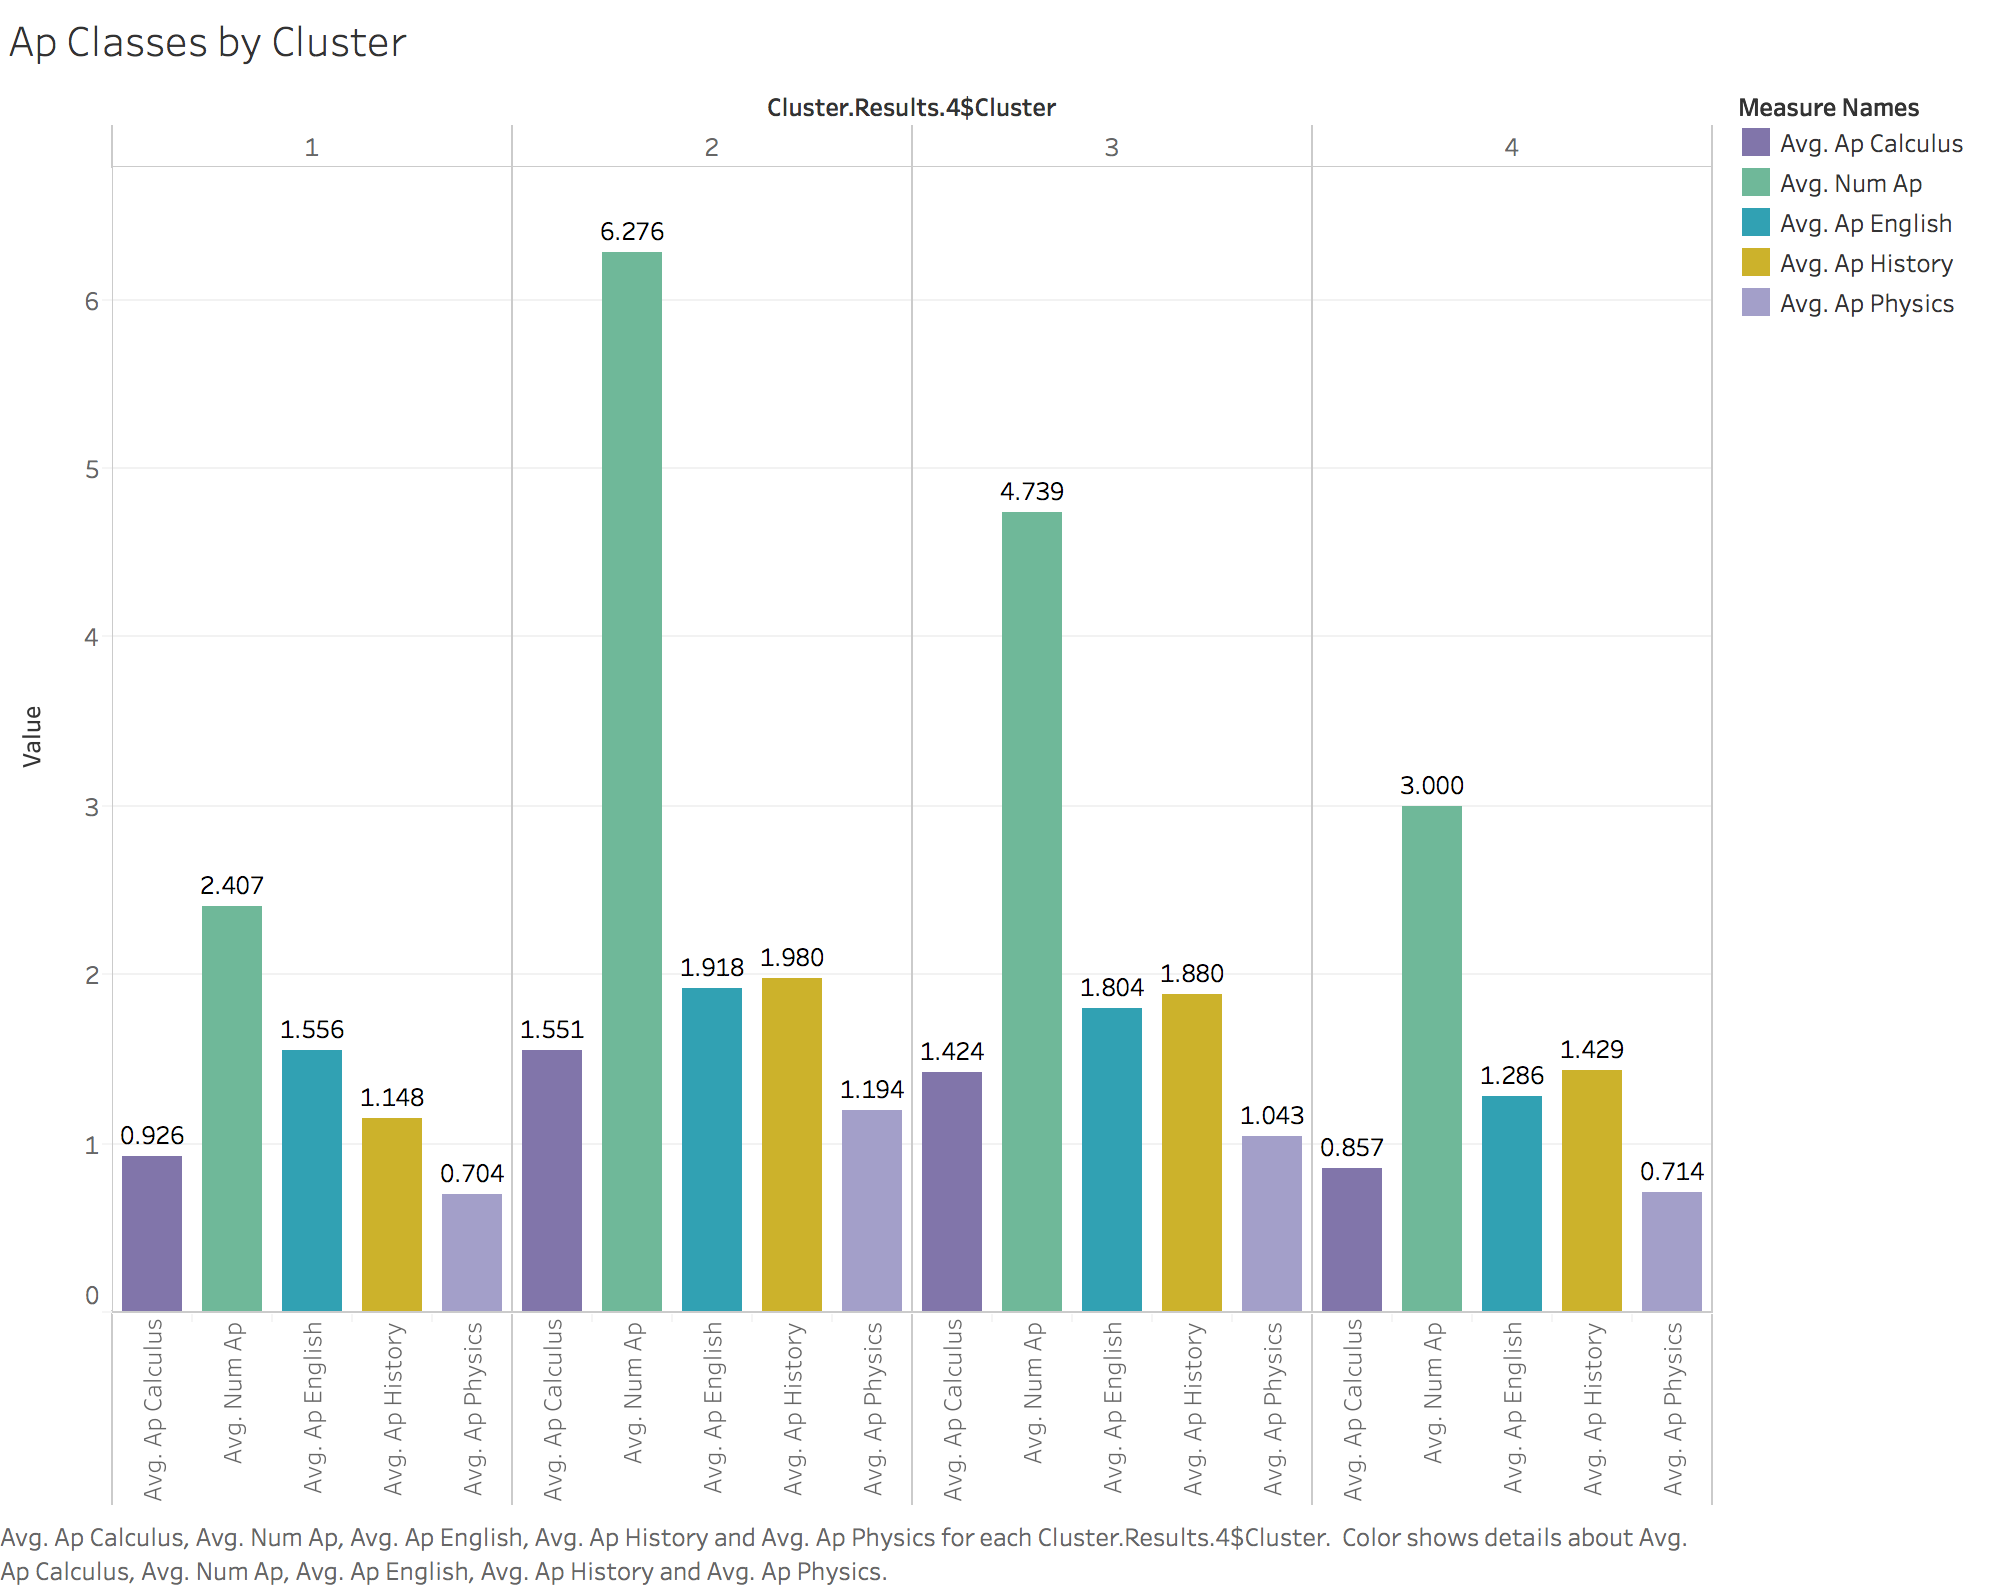 Ap Classes by Cluster
Cluster.Results.4$Cluster
1 2 3 4
Measure Names
Avg. Ap Calculus
Avg. Num Ap
Avg. Ap English
Avg. Ap History
Avg. Ap Physics
Value
6
5
4
3
2
1
0
0.926 2.407 1.556 1.148 0.704
1.551 6.276 1.918 1.980 1.194
1.424 4.739 1.804 1.880 1.043
0.857 3.000 1.286 1.429 0.714
Avg. Ap Calculus
Avg. Num Ap
Avg. Ap English
Avg. Ap History
Avg. Ap Physics
Avg. Ap Calculus
Avg. Num Ap
Avg. Ap English
Avg. Ap History
Avg. Ap Physics
Avg. Ap Calculus
Avg. Num Ap
Avg. Ap English
Avg. Ap History
Avg. Ap Physics
Avg. Ap Calculus
Avg. Num Ap
Avg. Ap English
Avg. Ap History
Avg. Ap Physics
Avg. Ap Calculus, Avg. Num Ap, Avg. Ap English, Avg. Ap History and Avg. Ap Physics for each Cluster.Results.4$Cluster.  Color shows details about Avg.
Ap Calculus, Avg. Num Ap, Avg. Ap English, Avg. Ap History and Avg. Ap Physics.